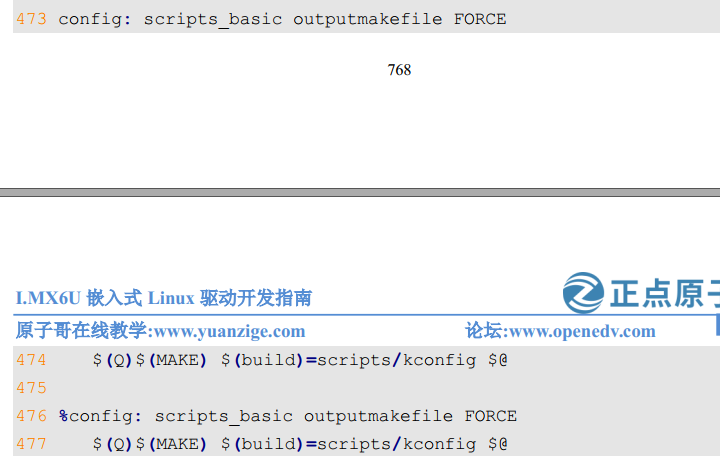 473 config: scripts_basic outputmakefile FORCE
768
I.MX6U 嵌入式 Linux 驱动开发指南
正点原子
原子哥在线教学:www.yuanzige.com 论坛:www.openedv.com
474 $(Q)$(MAKE) $(build)=scripts/kconfig $@
475
476 %config: scripts_basic outputmakefile FORCE
477 $(Q)$(MAKE) $(build)=scripts/kconfig $@